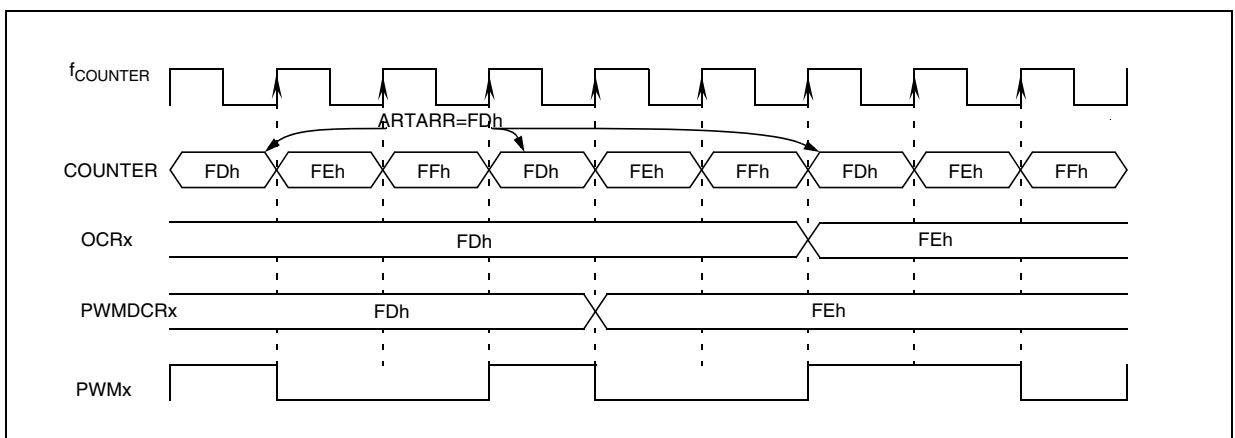 fCOUNTER
ARTARR=FDh
COUNTER FDh FEh FFh FDh FEh FFh FDh FEh FFh
OCRx FDh FEh
PWMDCRx FDh FEh
PWMx